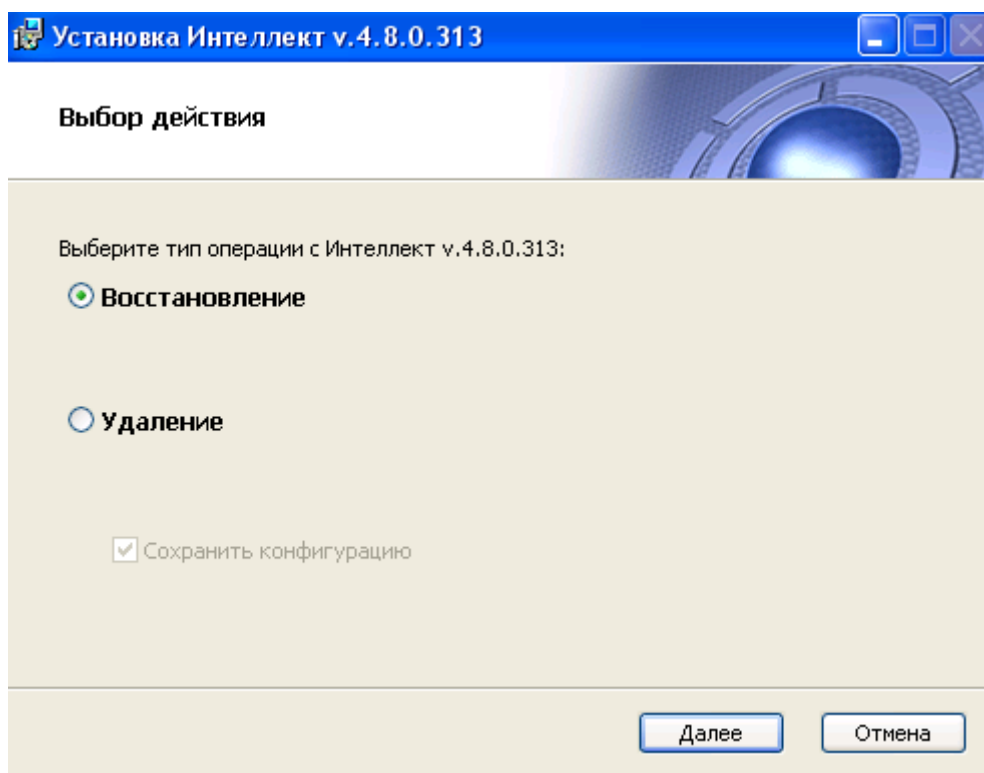 Установка Интеллект v.4.8.0.313
Выбор действия
Выберите тип операции с Интеллект v.4.8.0.313:
Восстановление
Удаление
Сохранить конфигурацию
Далее
Отмена